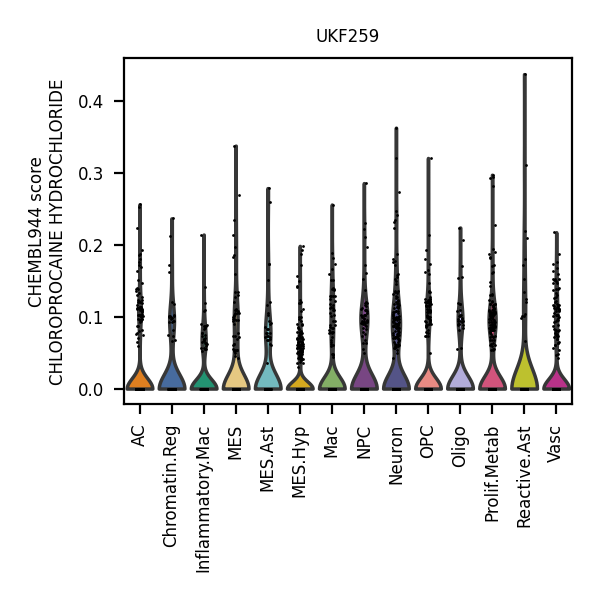 UKF259
CHEMBL944 score
CHLOROPROCAINE HYDROCHLORIDE
0.4
0.3
0.2
0.1
0.0
AC
Chromatin.Reg
Inflammatory.Mac
MES
MES.Ast
MES.Hyp
Mac
NPC
Neuron
OPC
Oligo
Prolif.Metab
Reactive.Ast
Vasc